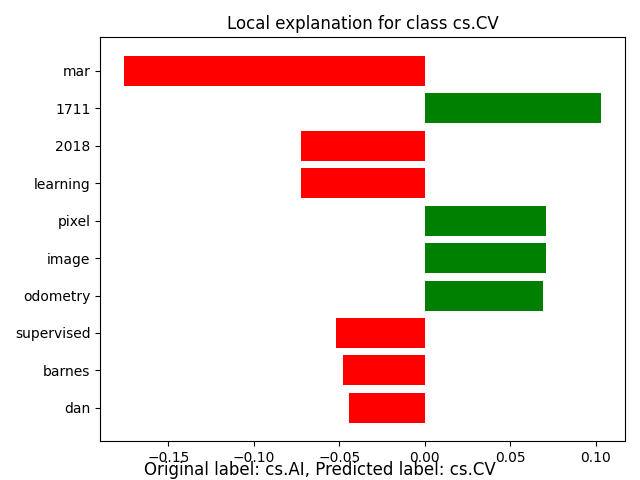 Local explanation for class cs.CV
mar
1711
2018
learning
pixel
image
odometry
supervised
barnes
dan
−0.15 −0.10 −0.05 0.00 0.05 0.10
Original label: cs.AI, Predicted label: cs.CV